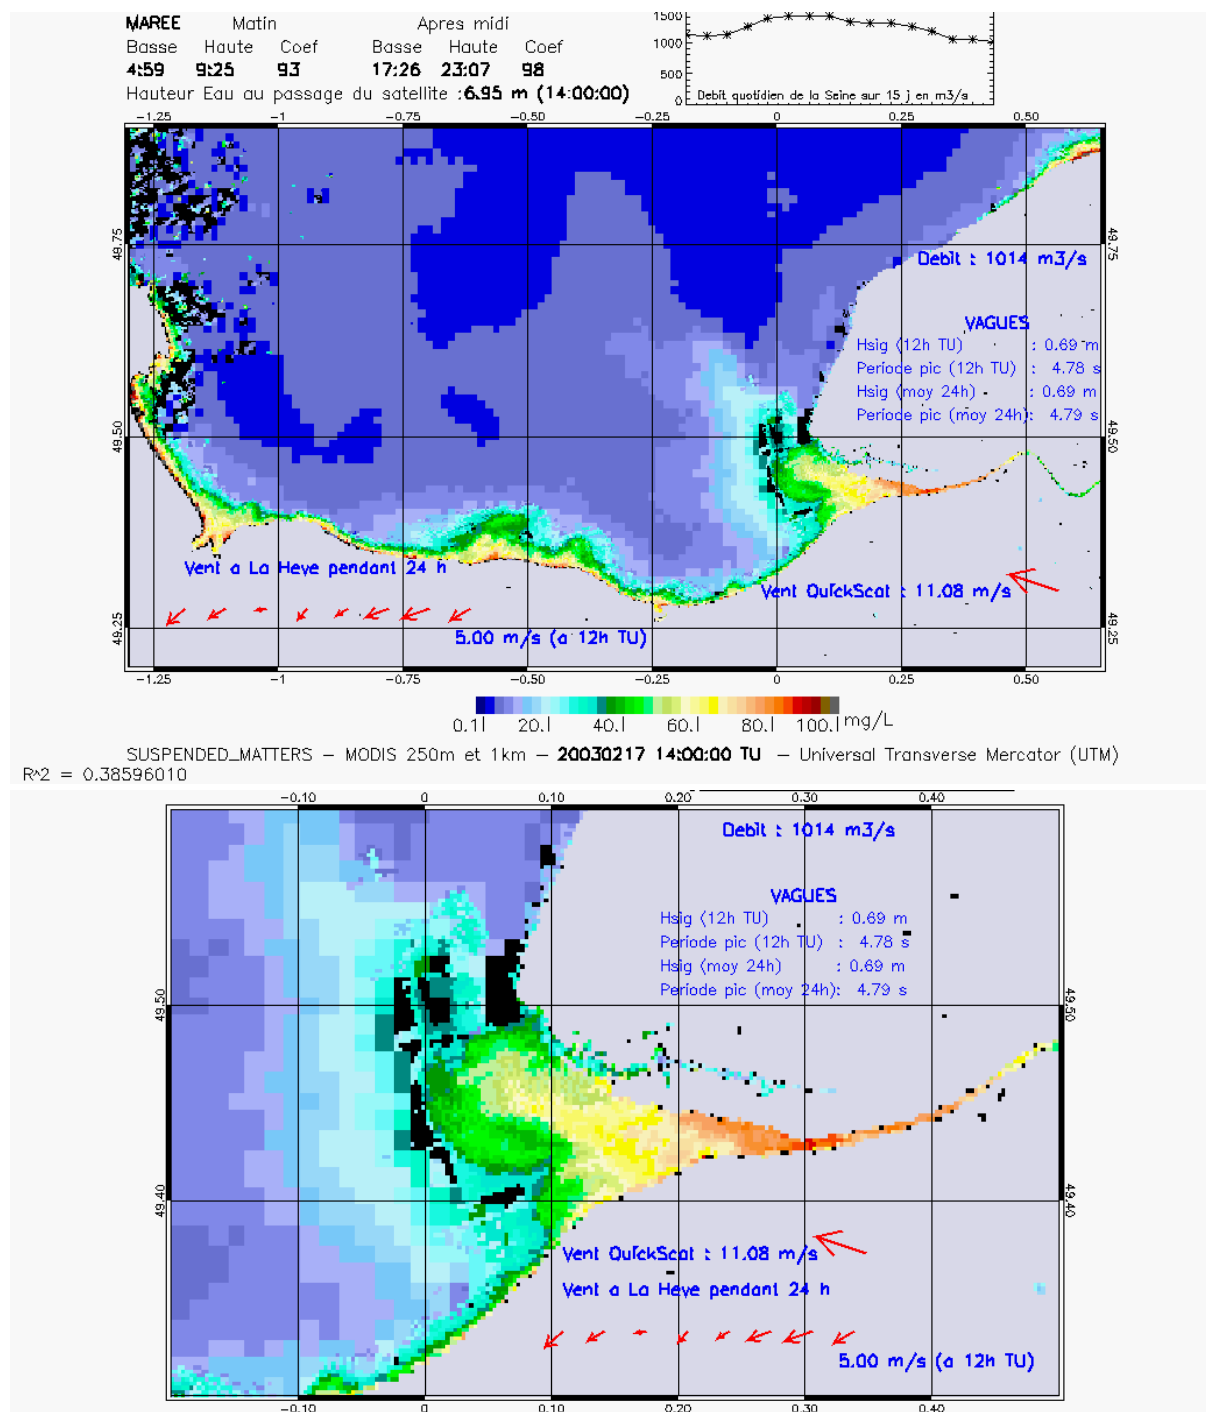 MAREE Matin Apres midi
Basse Haute Coef Basse Haute Coef
4:59 9:25 93 17:26 23:07 98
Hauteur Eau au passage du satellite :6.95 m (14:00:00)
1500
1000
500
0
Debit quotidien de la Seine sur 15 j en m3/s
-1.25 -1 -0.75 -0.50 -0.25 0 0.25 0.50
49.75 49.75
Debit : 1014 m3/s
VAGUES
Hsig (12h TU) : 0.69 m
Periode pic (12h TU) : 4.78 s
Hsig (moy 24h) : 0.69 m
Periode pic (moy 24h): 4.79 s
49.50 49.50
Vent a La Heve pendant 24 h
Vent QuickScat : 11.08 m/s
49.25 49.25
5.00 m/s (a 12h TU)
-1.25 -1 -0.75 -0.50 -0.25 0 0.25 0.50
0.1| 20.| 40.| 60.| 80.| 100.| mg/L
SUSPENDED_MATTERS - MODIS 250m et 1km - 20030217 14:00:00 TU - Universal Transverse Mercator (UTM)
R^2 = 0.38596010
-0.10 0 0.10 0.20 0.30 0.40
Debit : 1014 m3/s
VAGUES
Hsig (12h TU) : 0.69 m
Periode pic (12h TU) : 4.78 s
Hsig (moy 24h) : 0.69 m
Periode pic (moy 24h): 4.79 s
49.50 49.50
49.40 49.40
Vent QuickScat : 11.08 m/s
Vent a La Heve pendant 24 h
5.00 m/s (a 12h TU)
-0.10 0 0.10 0.20 0.30 0.40